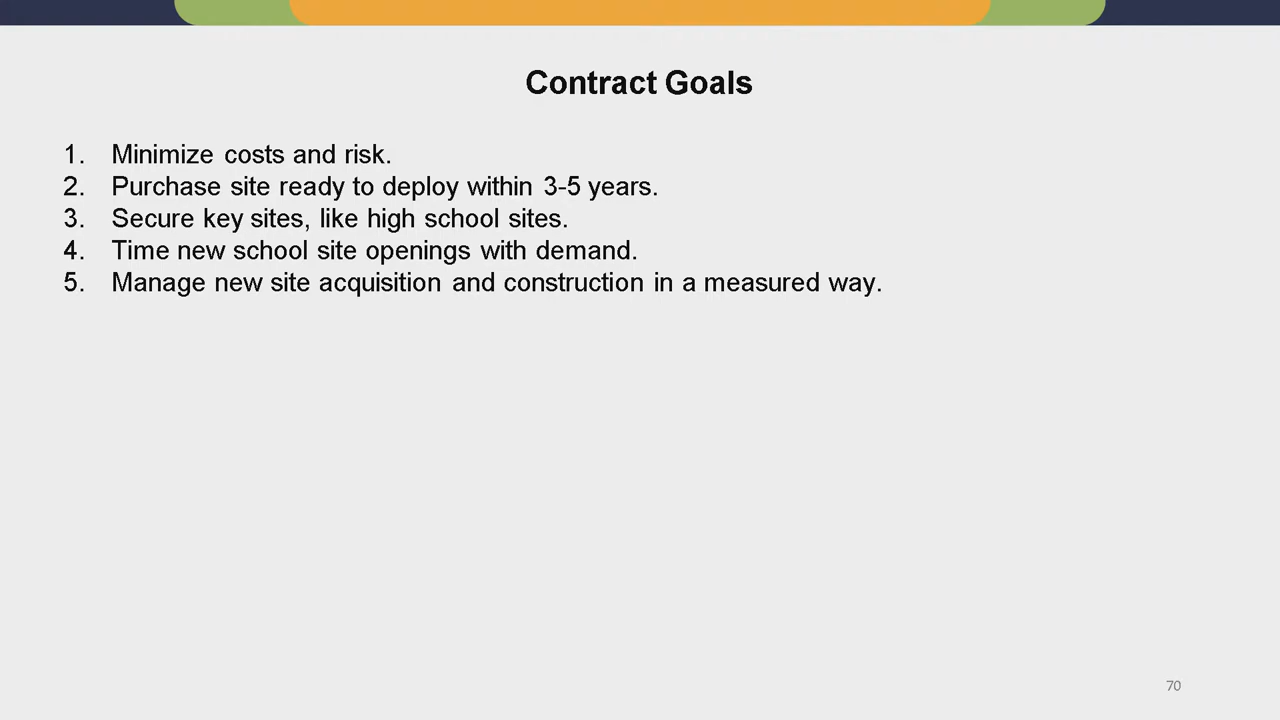 Contract Goals
1. Minimize costs and risk.
2. Purchase site ready to deploy within 3-5 years.
3. Secure key sites, like high school sites.
4. Time new school site openings with demand.
5. Manage new site acquisition and construction in a measured way.
70